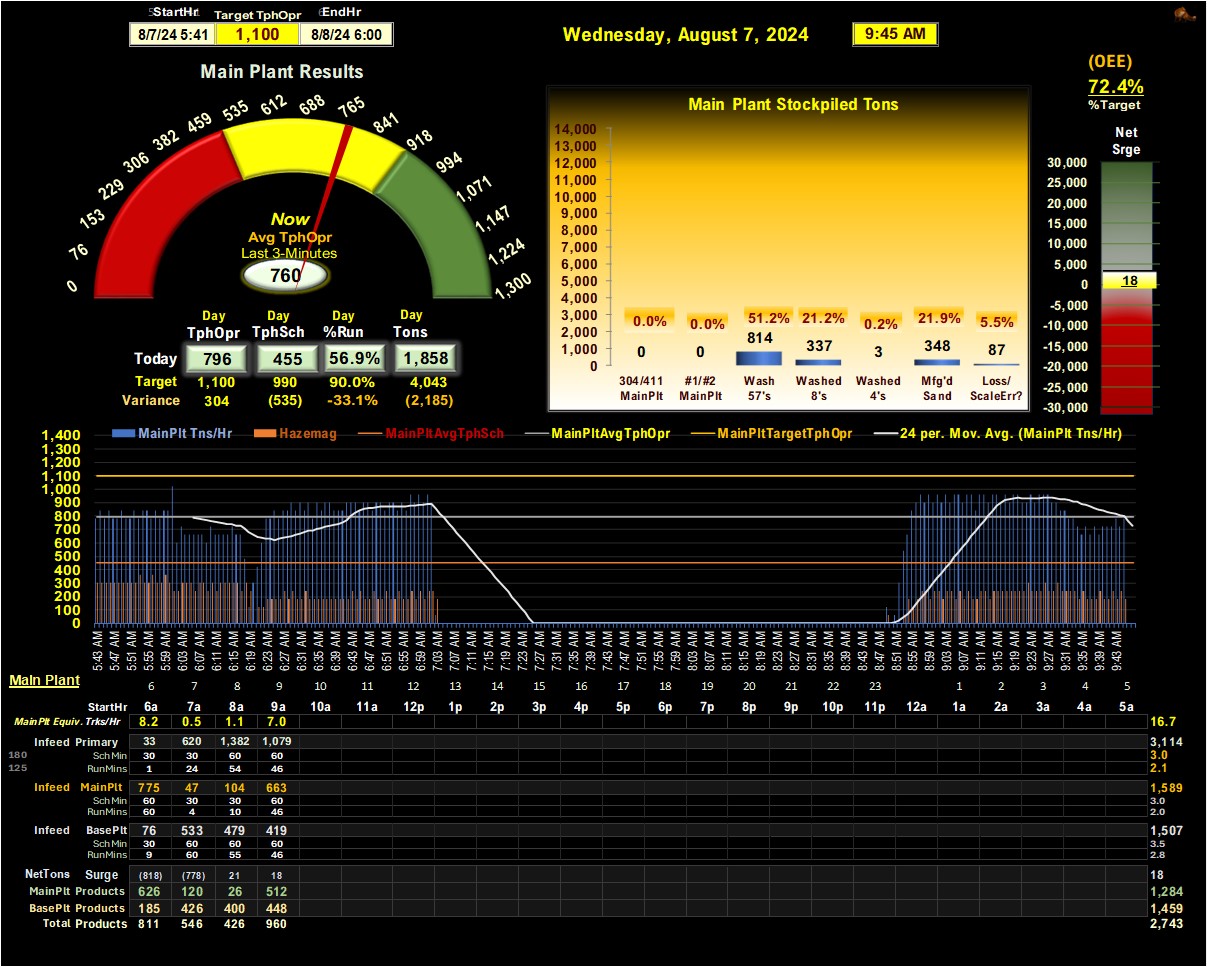 StartHr Target TphOpr EndHr
8/7/24 5:41 1,100 8/8/24 6:00
Wednesday, August 7, 2024 9:45 AM
(OEE)
72.4%
%Target
Main Plant Results
0 76 153 229 306 382 459 535 612 688 765 841 918 994 1,071 1,147 1,224 1,300
Now
Avg TphOpr
Last 3-Minutes
760
Day Day Day Day
TphOpr TphSch %Run Tons
Today 796 455 56.9% 1,858
Target 1,100 990 90.0% 4,043
Variance 304 (535) -33.1% (2,185)
Main Plant Stockpiled Tons
14,000
13,000
12,000
11,000
10,000
9,000
8,000
7,000
6,000
5,000
4,000
3,000
2,000
1,000
0
0.0% 0.0% 51.2% 21.2% 0.2% 21.9% 5.5%
0 0 814 337 3 348 87
304/411 #1/#2 Wash Washed Washed Mfg'd Loss/
MainPlt MainPlt 57's 8's 4's Sand ScaleErr?
Net
Srge
30,000
25,000
20,000
15,000
10,000
5,000
0
-5,000
-10,000
-15,000
-20,000
-25,000
-30,000
18
MainPlt Tns/Hr Hazemag MainPltAvgTphSch MainPltAvgTphOpr MainPltTargetTphOpr 24 per. Mov. Avg. (MainPlt Tns/Hr)
1,400
1,300
1,200
1,100
1,000
900
800
700
600
500
400
300
200
100
0
5:43 AM 5:47 AM 5:51 AM 5:55 AM 5:59 AM 6:03 AM 6:07 AM 6:11 AM 6:15 AM 6:19 AM 6:23 AM 6:27 AM 6:31 AM 6:35 AM 6:39 AM 6:43 AM 6:47 AM 6:51 AM 6:55 AM 6:59 AM 7:03 AM 7:07 AM 7:11 AM 7:15 AM 7:19 AM 7:23 AM 7:27 AM 7:31 AM 7:35 AM 7:39 AM 7:43 AM 7:47 AM 7:51 AM 7:55 AM 7:59 AM 8:03 AM 8:07 AM 8:11 AM 8:15 AM 8:19 AM 8:23 AM 8:27 AM 8:31 AM 8:35 AM 8:39 AM 8:43 AM 8:47 AM 8:51 AM 8:55 AM 8:59 AM 9:03 AM 9:07 AM 9:11 AM 9:15 AM 9:19 AM 9:23 AM 9:27 AM 9:31 AM 9:35 AM 9:39 AM 9:43 AM
Main Plant
6 7 8 9 10 11 12 13 14 15 16 17 18 19 20 21 22 23 1 2 3 4 5
StartHr 6a 7a 8a 9a 10a 11a 12p 1p 2p 3p 4p 5p 6p 7p 8p 9p 10p 11p 12a 1a 2a 3a 4a 5a
MainPlt Equiv. Trks/Hr 8.2 0.5 1.1 7.0 16.7
Infeed Primary 33 620 1,382 1,079 3,114
180 Sch Min 30 30 60 60 3.0
125 RunMins 1 24 54 46 2.1
Infeed MainPlt 775 47 104 663 1,589
Sch Min 60 30 30 60 3.0
RunMins 60 4 10 46 2.0
Infeed BasePlt 76 533 479 419 1,507
Sch Min 30 60 60 60 3.5
RunMins 9 60 55 46 2.8
NetTons Surge (818) (778) 21 18 18
MainPlt Products 626 120 26 512 1,284
BasePlt Products 185 426 400 448 1,459
Total Products 811 546 426 960 2,743